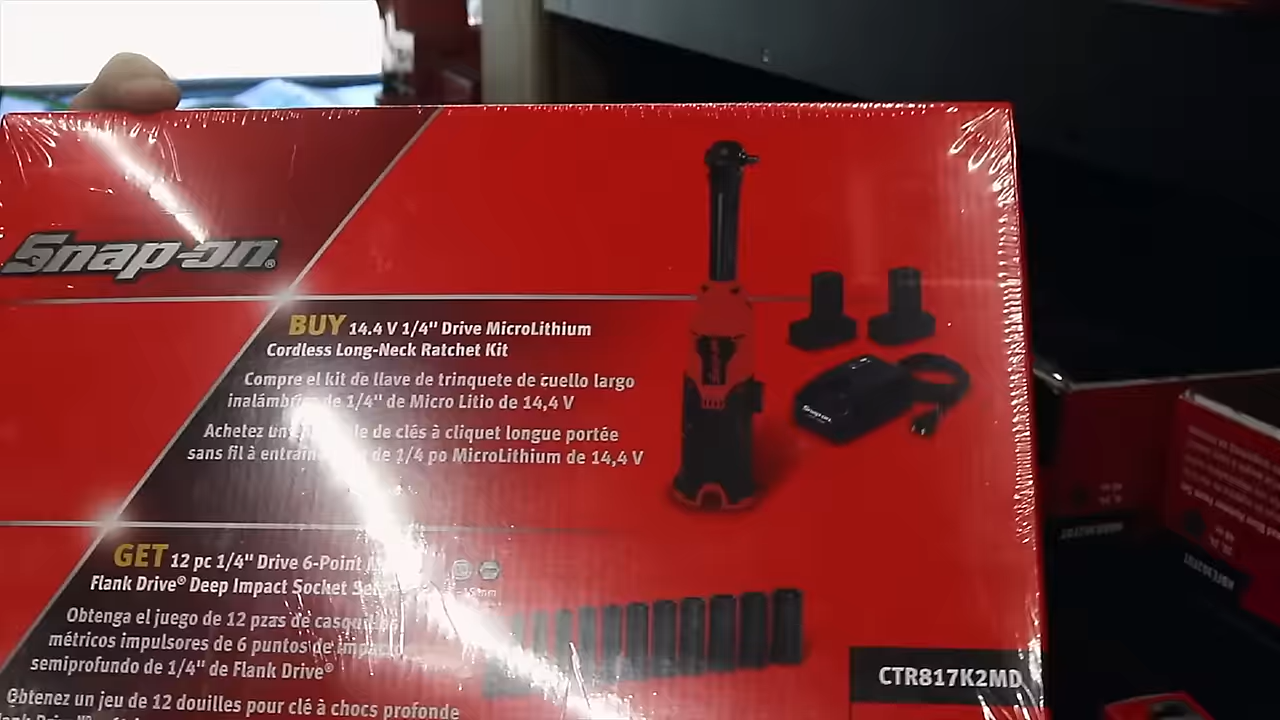 Snap-on®
BUY 14.4 V 1/4" Drive MicroLithium
Cordless Long-Neck Ratchet Kit
Compre el kit de llave de trinquete de cuello largo
de 1/4" de Micro Litio de 14,4 V
Achetez de clés à cliquet longue portée
sans fil à de 1/4 po MicroLithium de 14,4 V
Snap-on
GET 12 pc 1/4" Drive 6-Point
Flank Drive® Deep Impact Socket
Obtenga el juego de 12 pzas de
métricos impulsores de 6 puntos de
semiprofundo de 1/4" de Flank Drive®
Obtenez un jeu de 12 douilles pour clé à chocs profonde
CTR817K2MD